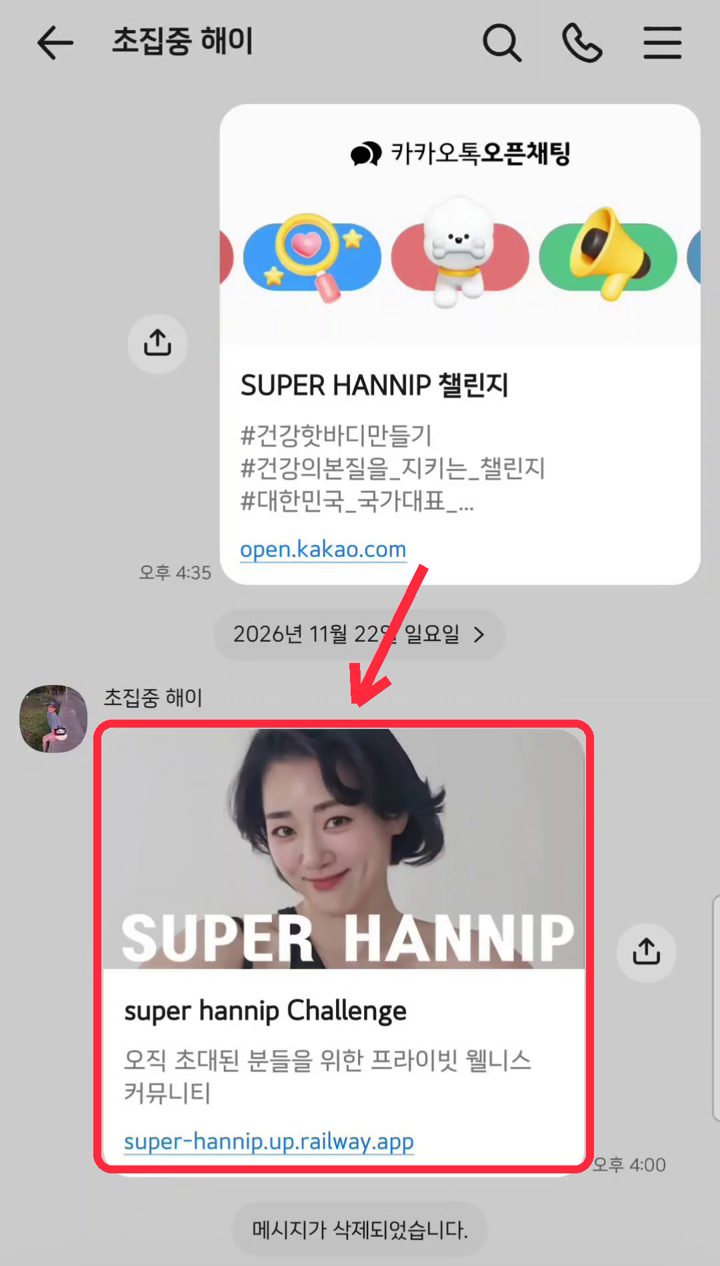 초집중 해이
카카오톡오픈채팅
SUPER HANNIP 챌린지
#건강핫바디만들기
#건강의본질을_지키는_챌린지
#대한민국_국가대표_...
open.kakao.com
오후 4:35
2026년 11월 22일 일요일 >
초집중 해이
SUPER HANNIP
super hannip Challenge
오직 초대된 분들을 위한 프라이빗 웰니스
커뮤니티
super-hannip.up.railway.app
오후 4:00
메시지가 삭제되었습니다.